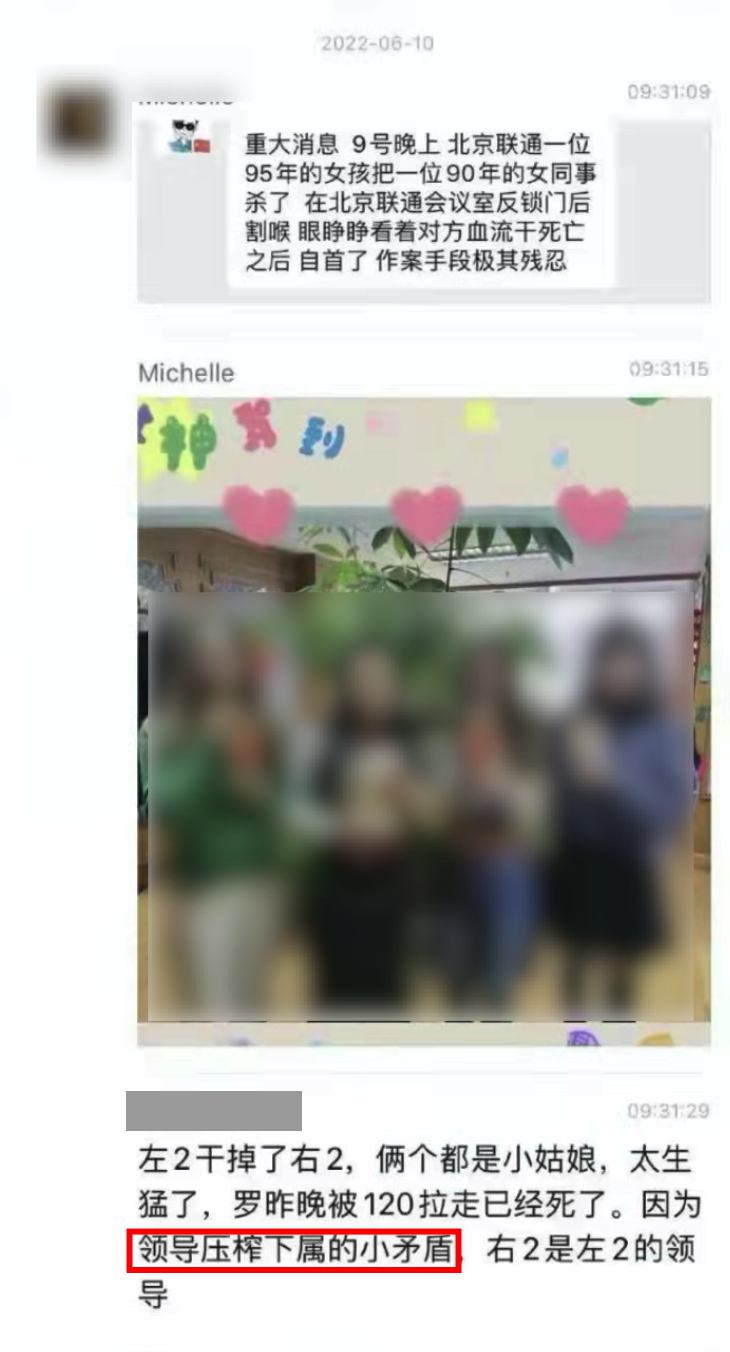 2022-06-10
09:31:09
重大消息 9号晚上 北京联通一位
95年的女孩把一位90年的女同事
杀了 在北京联通会议室反锁门后
割喉 眼睁睁看着对方血流干死亡
之后 自首了 作案手段极其残忍
Michelle
09:31:15
神驾到
09:31:29
左2干掉了右2，俩个都是小姑娘，太生
猛了，罗昨晚被120拉走已经死了。因为
领导压榨下属的小矛盾，右2是左2的领
导